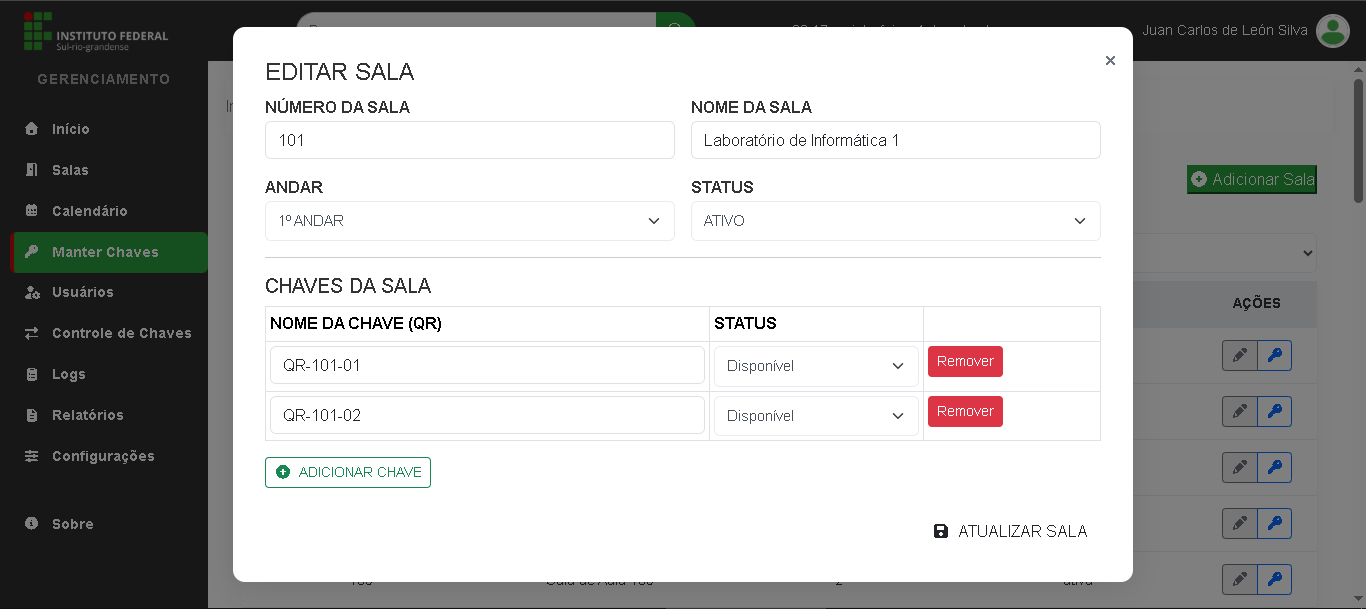 INSTITUTO FEDERAL
Sul-rio-grandense
Juan Carlos de León Silva
GERENCIAMENTO
Início
Salas
Calendário
Manter Chaves
Usuários
Controle de Chaves
Logs
Relatórios
Configurações
Sobre
Adicionar Sala
AÇÕES
EDITAR SALA
×
NÚMERO DA SALA NOME DA SALA
101 Laboratório de Informática 1
ANDAR STATUS
1º ANDAR ATIVO
CHAVES DA SALA
NOME DA CHAVE (QR) STATUS
QR-101-01 Disponível Remover
QR-101-02 Disponível Remover
ADICIONAR CHAVE
ATUALIZAR SALA